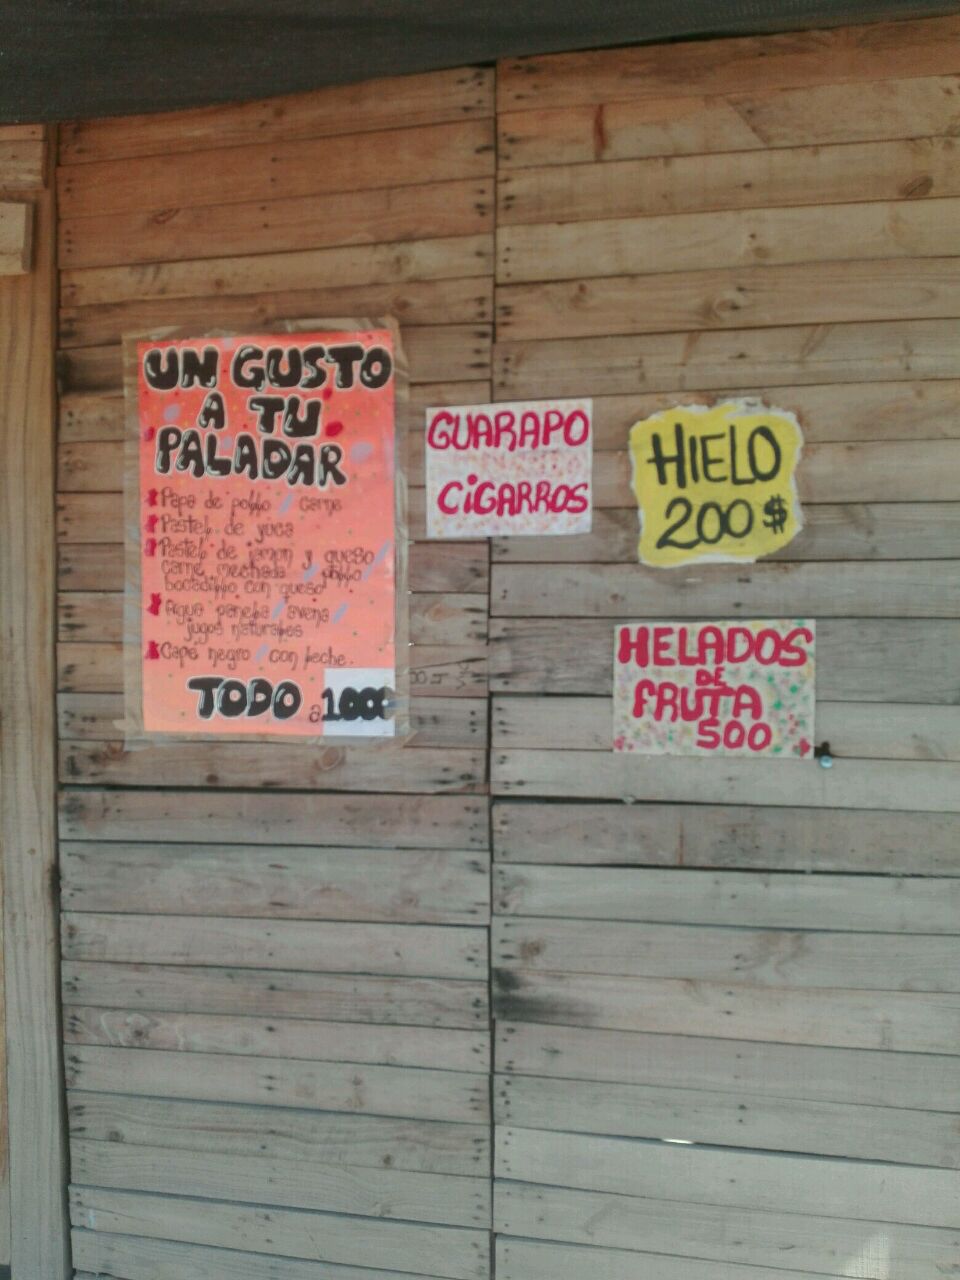 UN GUSTO
A TU
PALADAR
Papa de pollo / carne
Pastel de yuca
Pastel de jamon y queso /
carne mechada / pollo /
bocadillo con queso
Agua panela / avena /
jugos naturales
Cafe negro / con leche.
TODO a 1000
GUARAPO
CiGARROS
HIELO
200 $
HELADOS
DE
FRUTA
500